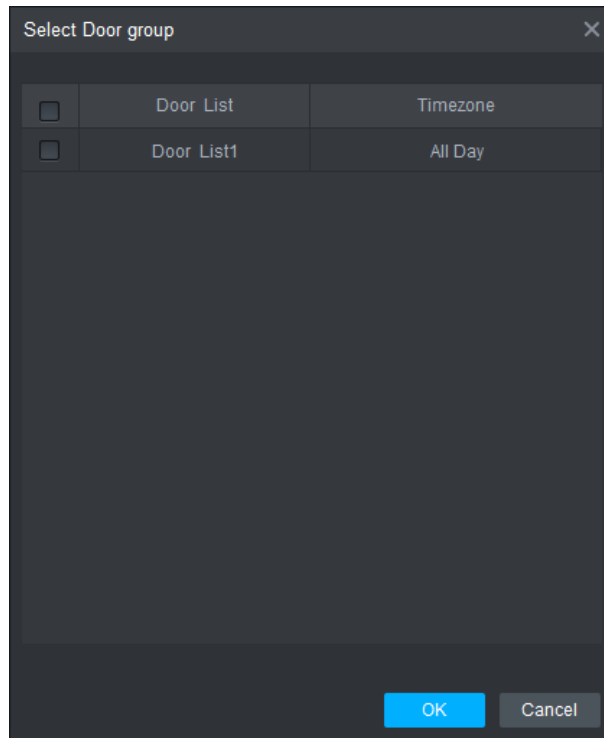 Select Door group
Door List Timezone
Door List1 All Day
OK Cancel